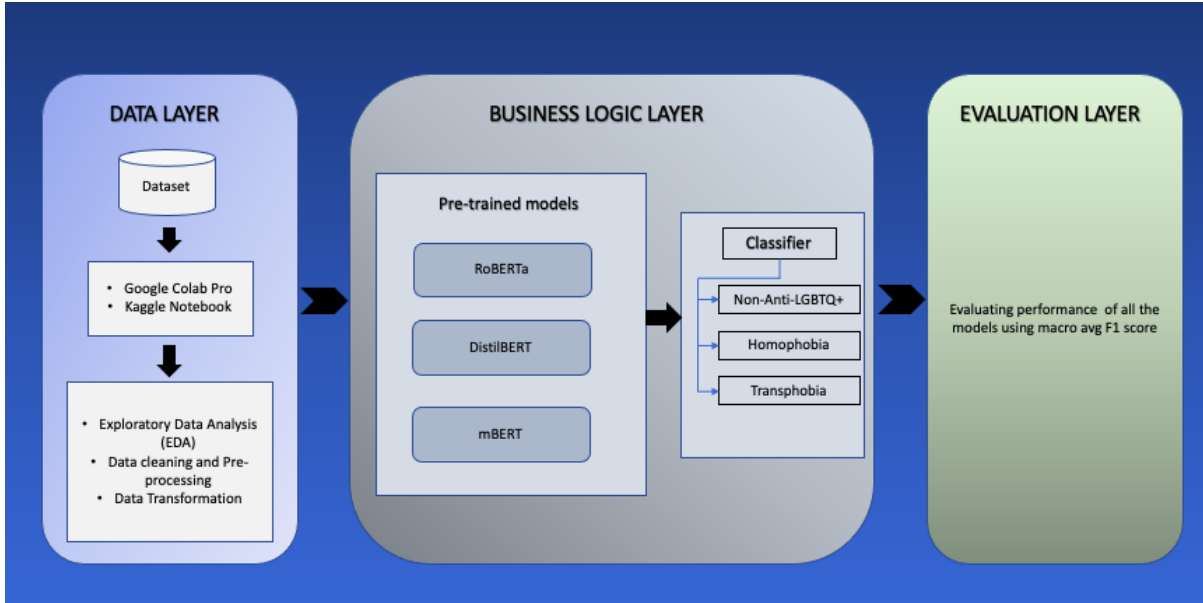 DATA LAYER
Dataset
• Google Colab Pro
• Kaggle Notebook
• Exploratory Data Analysis
(EDA)
• Data cleaning and Pre-
processing
• Data Transformation
BUSINESS LOGIC LAYER
Pre-trained models
RoBERTa
DistilBERT
mBERT
Classifier
Non-Anti-LGBTQ+
Homophobia
Transphobia
EVALUATION LAYER
Evaluating performance of all the
models using macro avg F1 score